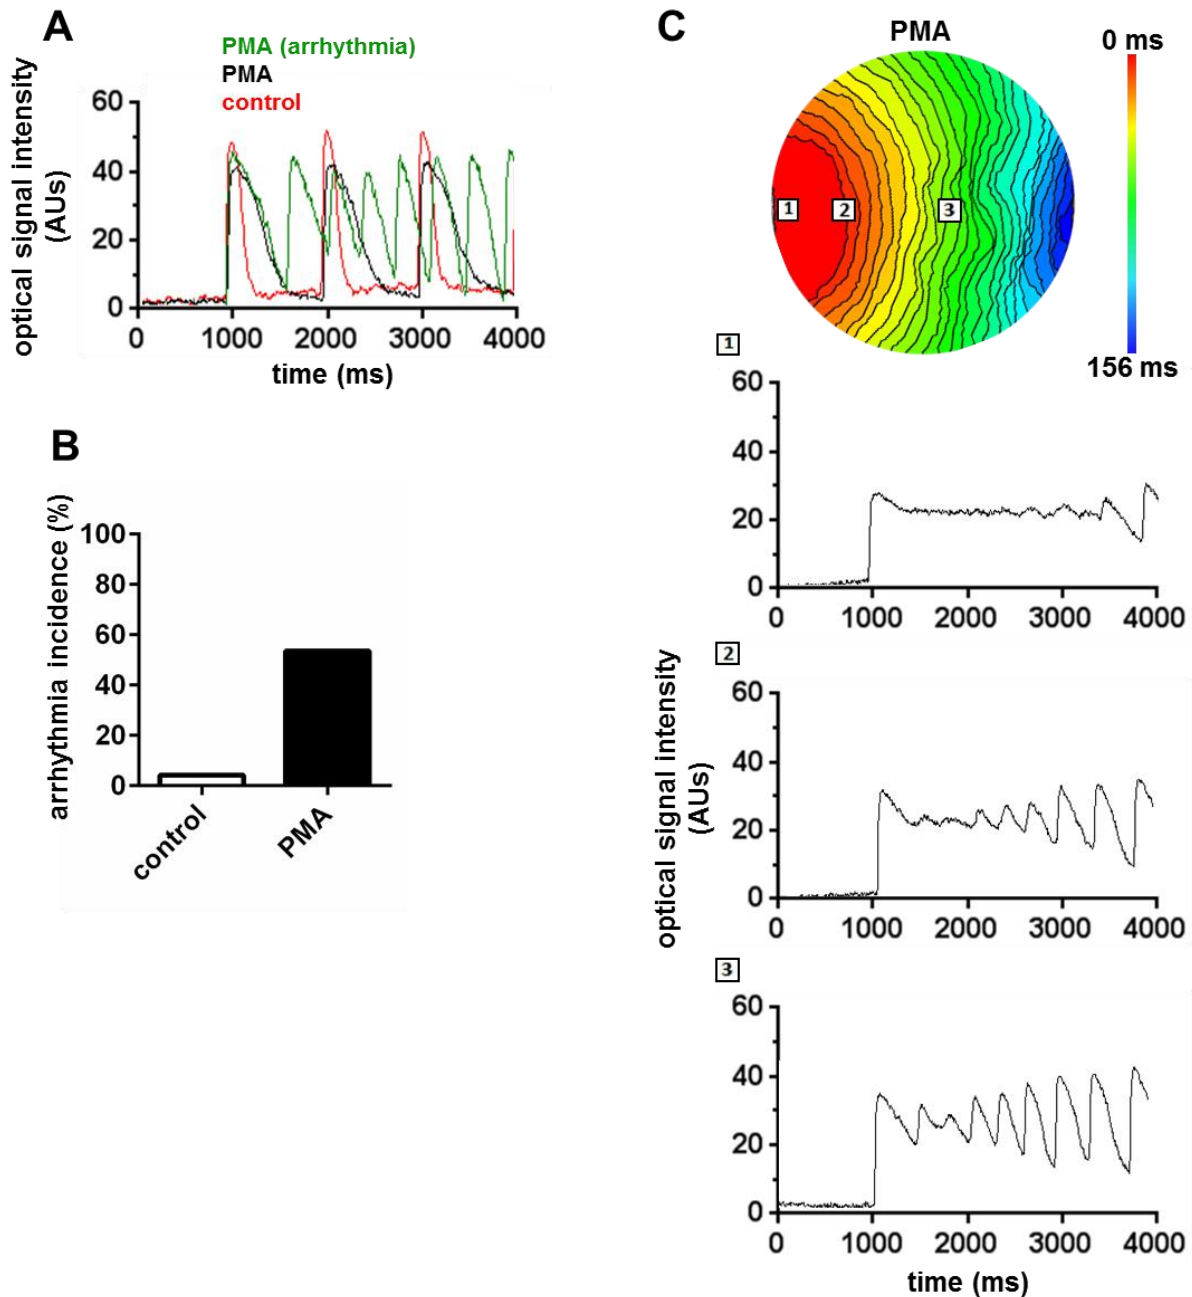 A
PMA (arrhythmia)
PMA
control
optical signal intensity
(AUs)
60
40
20
0
0 1000 2000 3000 4000
time (ms)
B
arrhythmia incidence (%)
100
80
60
40
20
0
control
PMA
C
PMA
0 ms
156 ms
1 2 3
1
60
40
20
0
0 1000 2000 3000 4000
2
optical signal intensity
(AUs)
60
40
20
0
0 1000 2000 3000 4000
3
60
40
20
0
0 1000 2000 3000 4000
time (ms)